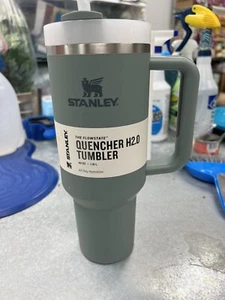 STANLEY
STANLEY
THE FLOWSTATE™
QUENCHER H2.0
TUMBLER